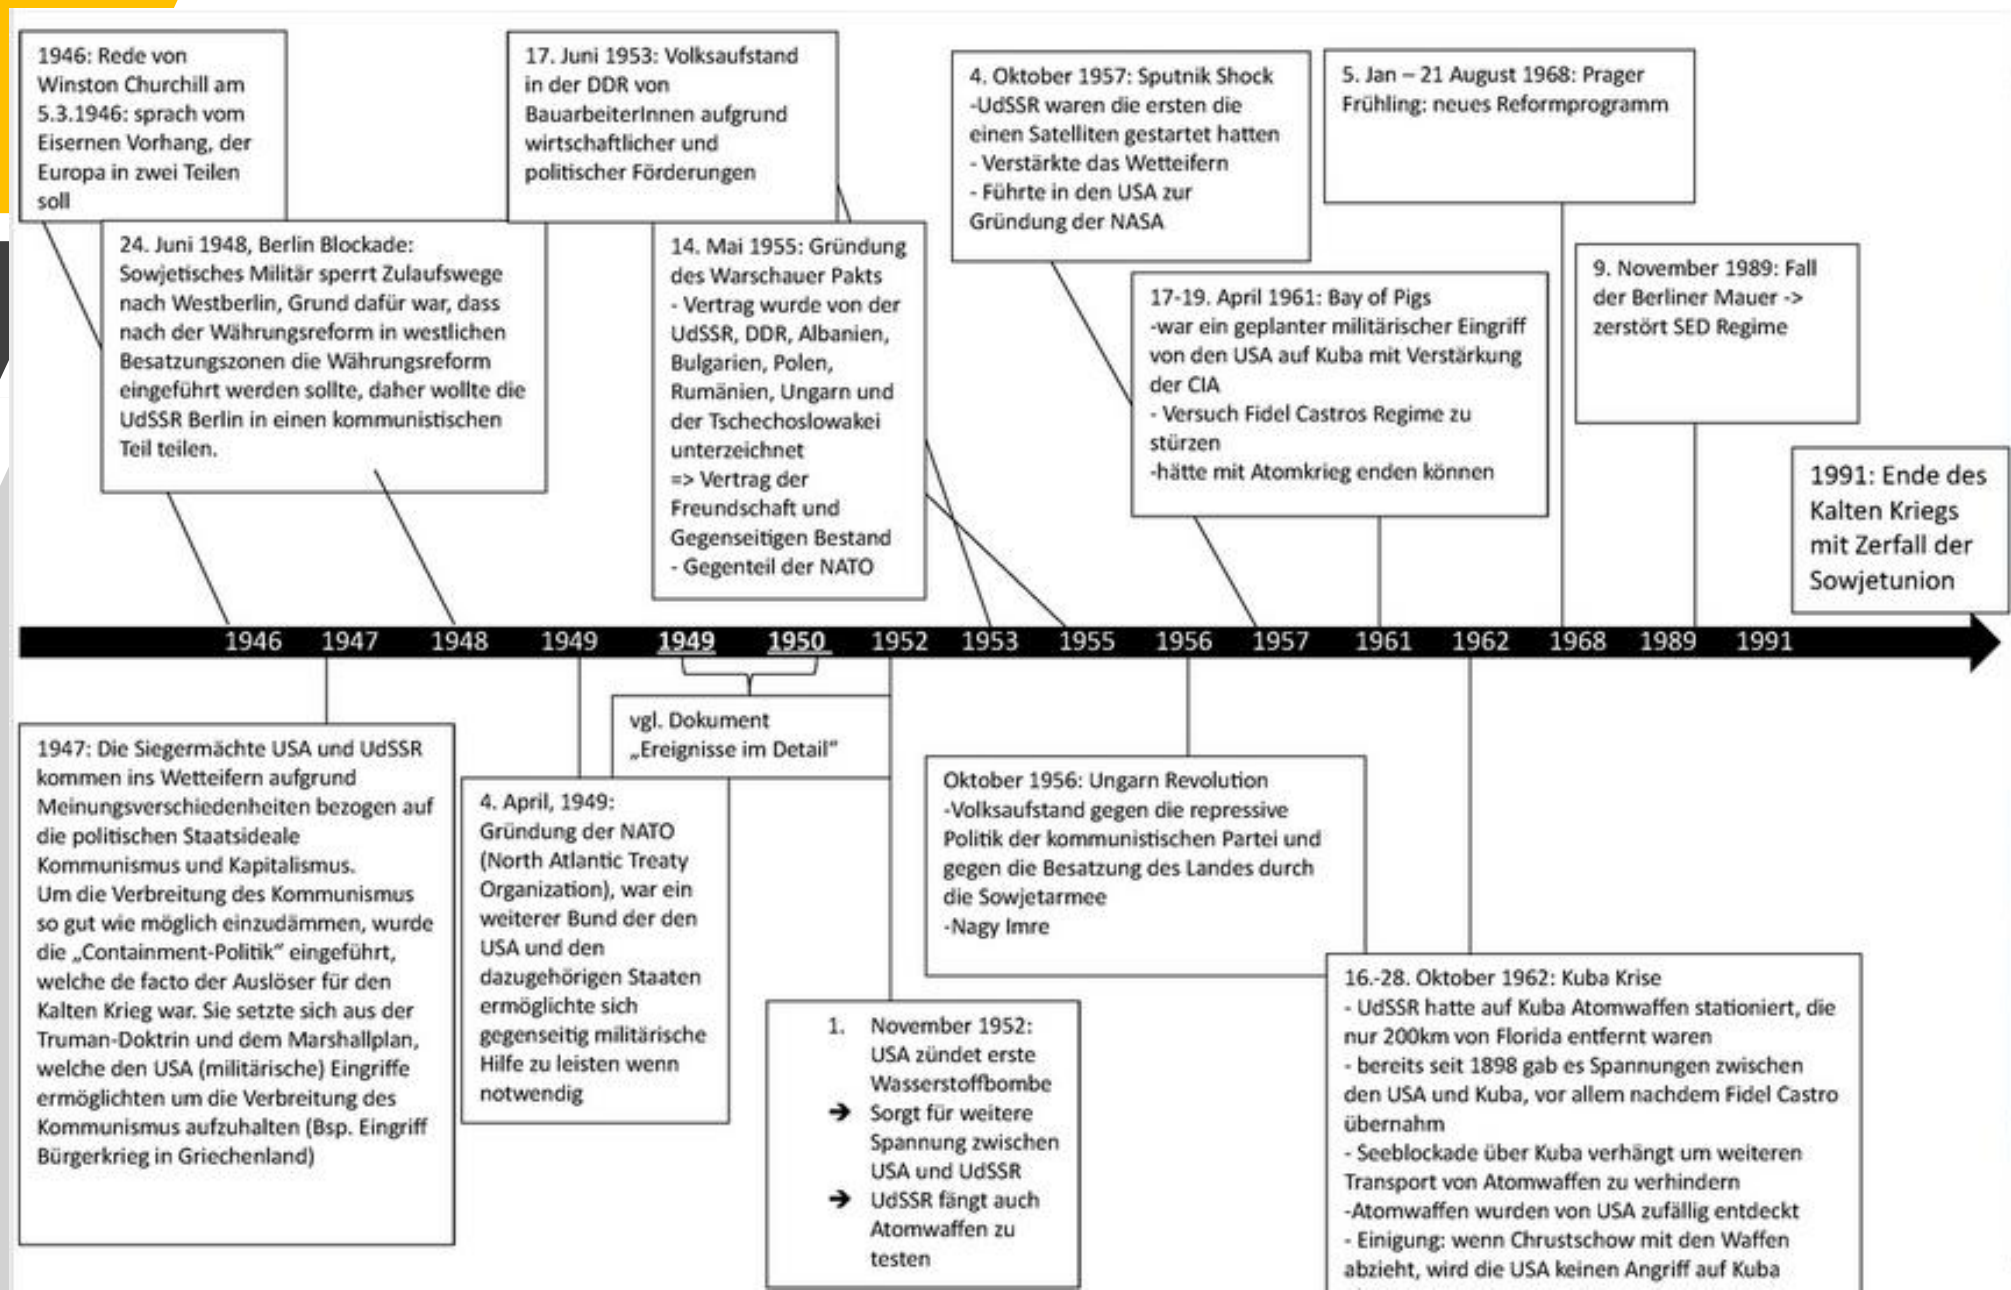 1946: Rede von
Winston Churchill am
5.3.1946: sprach vom
Eisernen Vorhang, der
Europa in zwei Teilen
soll
24. Juni 1948, Berlin Blockade:
Sowjetisches Militär sperrt Zulaufswege
nach Westberlin, Grund dafür war, dass
nach der Währungsreform in westlichen
Besatzungszonen die Währungsreform
eingeführt werden sollte, daher wollte die
UdSSR Berlin in einen kommunistischen
Teil teilen.
17. Juni 1953: Volksaufstand
in der DDR von
BauarbeiterInnen aufgrund
wirtschaftlicher und
politischer Förderungen
14. Mai 1955: Gründung
des Warschauer Pakts
- Vertrag wurde von der
UdSSR, DDR, Albanien,
Bulgarien, Polen,
Rumänien, Ungarn und
der Tschechoslowakei
unterzeichnet
=> Vertrag der
Freundschaft und
Gegenseitigen Bestand
- Gegenteil der NATO
4. Oktober 1957: Sputnik Shock
-UdSSR waren die ersten die
einen Satelliten gestartet hatten
- Verstärkte das Wetteifern
- Führte in den USA zur
Gründung der NASA
17-19. April 1961: Bay of Pigs
-war ein geplanter militärischer Eingriff
von den USA auf Kuba mit Verstärkung
der CIA
- Versuch Fidel Castros Regime zu
stürzen
-hätte mit Atomkrieg enden können
5. Jan – 21 August 1968: Prager
Frühling: neues Reformprogramm
9. November 1989: Fall
der Berliner Mauer ->
zerstört SED Regime
1991: Ende des
Kalten Kriegs
mit Zerfall der
Sowjetunion
1946 1947 1948 1949 1949 1950 1952 1953 1955 1956 1957 1961 1962 1968 1989 1991
1947: Die Siegermächte USA und UdSSR
kommen ins Wetteifern aufgrund
Meinungsverschiedenheiten bezogen auf
die politischen Staatsideale
Kommunismus und Kapitalismus.
Um die Verbreitung des Kommunismus
so gut wie möglich einzudämmen, wurde
die „Containment-Politik“ eingeführt,
welche de facto der Auslöser für den
Kalten Krieg war. Sie setzte sich aus der
Truman-Doktrin und dem Marshallplan,
welche den USA (militärische) Eingriffe
ermöglichten um die Verbreitung des
Kommunismus aufzuhalten (Bsp. Eingriff
Bürgerkrieg in Griechenland)
4. April, 1949:
Gründung der NATO
(North Atlantic Treaty
Organization), war ein
weiterer Bund der den
USA und den
dazugehörigen Staaten
ermöglichte sich
gegenseitig militärische
Hilfe zu leisten wenn
notwendig
vgl. Dokument
„Ereignisse im Detail“
1. November 1952:
USA zündet erste
Wasserstoffbombe
➔ Sorgt für weitere
Spannung zwischen
USA und UdSSR
➔ UdSSR fängt auch
Atomwaffen zu
testen
Oktober 1956: Ungarn Revolution
-Volksaufstand gegen die repressive
Politik der kommunistischen Partei und
gegen die Besatzung des Landes durch
die Sowjetarmee
-Nagy Imre
16.-28. Oktober 1962: Kuba Krise
- UdSSR hatte auf Kuba Atomwaffen stationiert, die
nur 200km von Florida entfernt waren
- bereits seit 1898 gab es Spannungen zwischen
den USA und Kuba, vor allem nachdem Fidel Castro
übernahm
- Seeblockade über Kuba verhängt um weiteren
Transport von Atomwaffen zu verhindern
-Atomwaffen wurden von USA zufällig entdeckt
- Einigung: wenn Chrustschow mit den Waffen
abzieht, wird die USA keinen Angriff auf Kuba